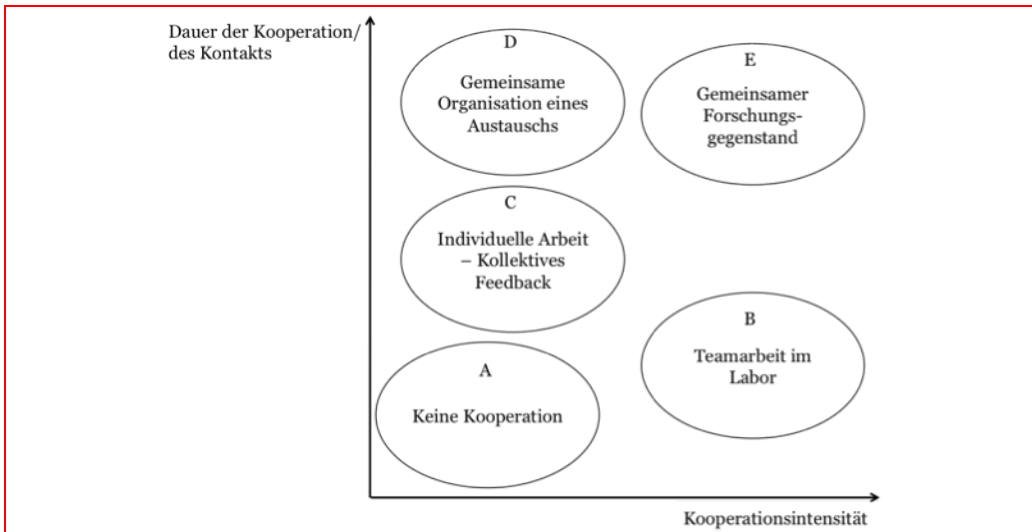 Dauer der Kooperation/
des Kontakts
D
Gemeinsame
Organisation eines
Austauschs
E
Gemeinsamer
Forschungs-
gegenstand
C
Individuelle Arbeit
– Kollektives
Feedback
B
Teamarbeit im
Labor
A
Keine Kooperation
Kooperationsintensität